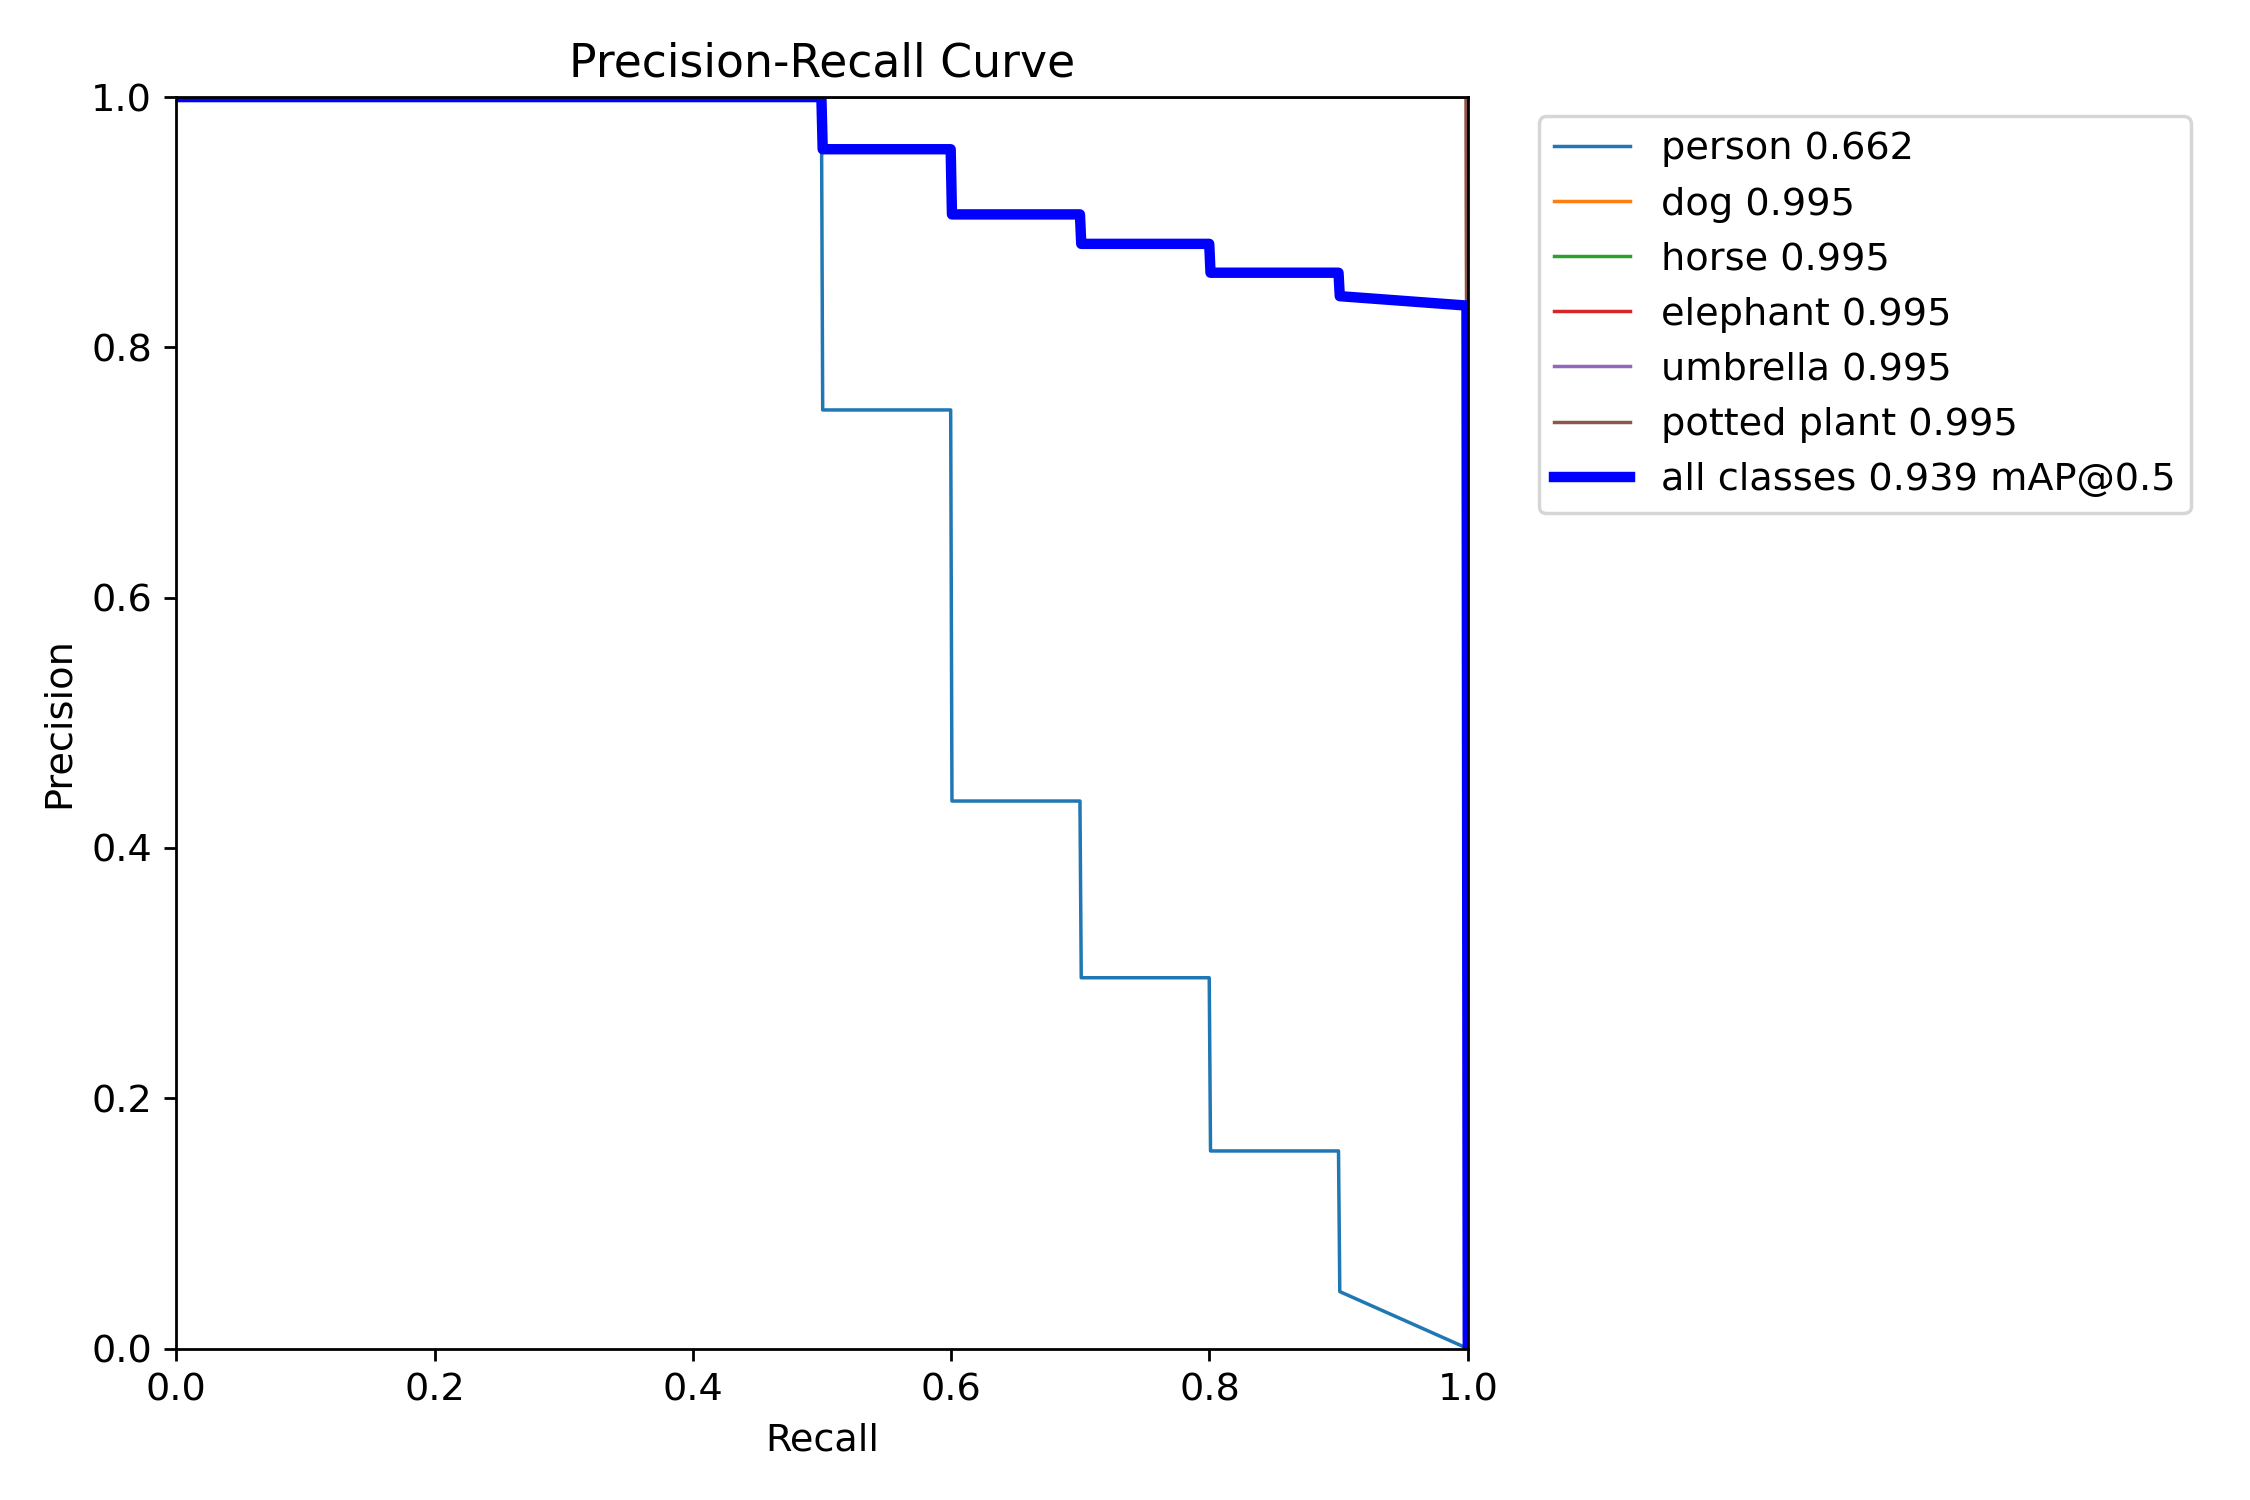 Precision-Recall Curve
1.0
0.8
0.6
0.4
0.2
0.0
Precision
0.0 0.2 0.4 0.6 0.8 1.0
Recall
person 0.662
dog 0.995
horse 0.995
elephant 0.995
umbrella 0.995
potted plant 0.995
all classes 0.939 mAP@0.5